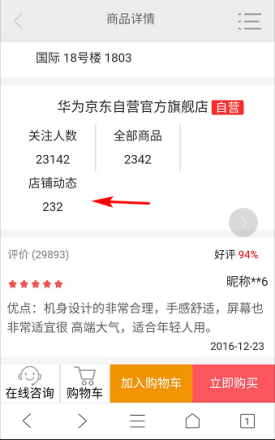 商品详情
国际 18号楼 1803
华为京东自营官方旗舰店 自营
关注人数 全部商品
23142 2342
店铺动态
232
评价 (29893) 好评 94%
昵称**6
优点：机身设计的非常合理，手感舒适，屏幕也
非常适宜很 高端大气，适合年轻人用。
2016-12-23
在线咨询 购物车 加入购物车 立即购买
1